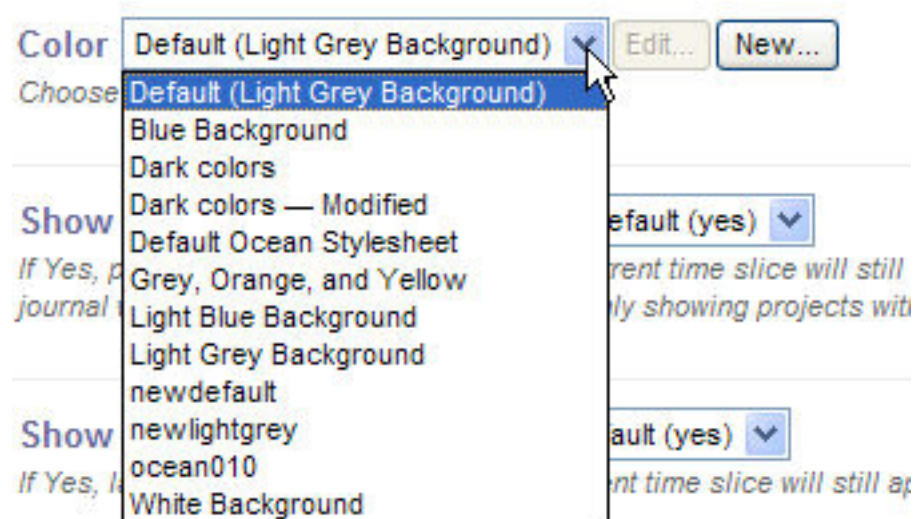 Color Default (Light Grey Background) Edit... New...
Choose Default (Light Grey Background)
Blue Background
Dark colors
Dark colors — Modified
Show efault (yes)
Default Ocean Stylesheet
If Yes, Grey, Orange, and Yellow rent time slice will still
journal Light Blue Background ly showing projects with
Light Grey Background
newdefault
Show newlightgrey ault (yes)
ocean010
If Yes, nt time slice will still ap
White Background